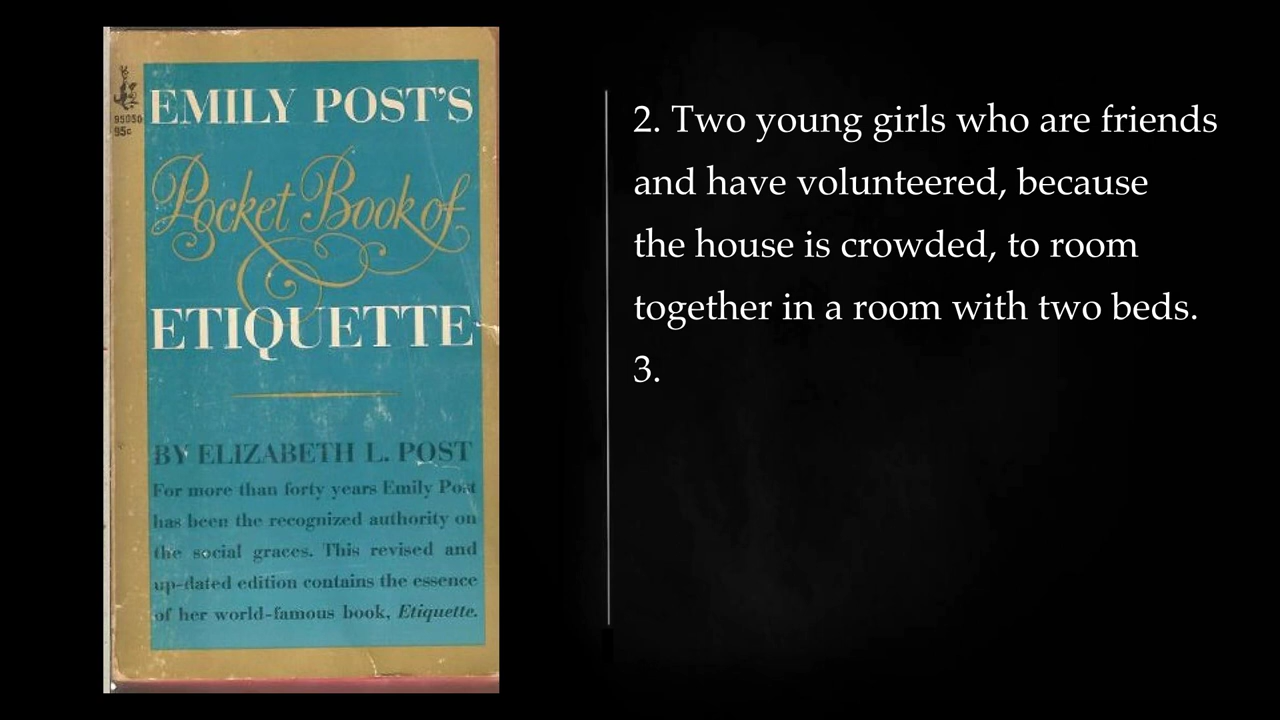 EMILY POST'S
Pocket Book of
ETIQUETTE
95050
95c
BY ELIZABETH L. POST
For more than forty years Emily Post
has been the recognized authority on
the social graces. This revised and
up-dated edition contains the essence
of her world-famous book, Etiquette.
2. Two young girls who are friends
and have volunteered, because
the house is crowded, to room
together in a room with two beds.
3.